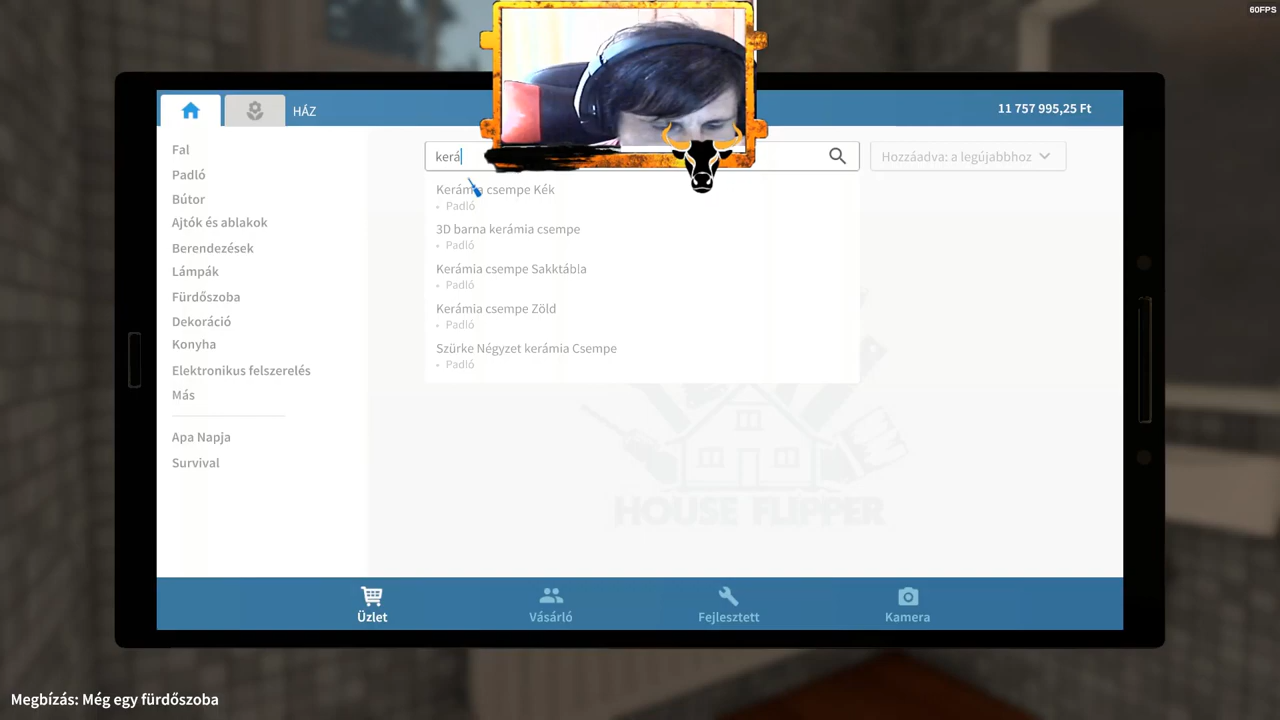 60FPS
HÁZ
11 757 995,25 Ft
kerá
Hozzáadva: a legújabbhoz
Fal
Padló
Bútor
Ajtók és ablakok
Berendezések
Lámpák
Fürdőszoba
Dekoráció
Konyha
Elektronikus felszerelés
Más
Apa Napja
Survival
Kerámia csempe Kék
• Padló
3D barna kerámia csempe
• Padló
Kerámia csempe Sakktábla
• Padló
Kerámia csempe Zöld
• Padló
Szürke Négyzet kerámia Csempe
• Padló
HOUSE FLIPPER
Üzlet
Vásárló
Fejlesztett
Kamera
Megbízás: Még egy fürdőszoba